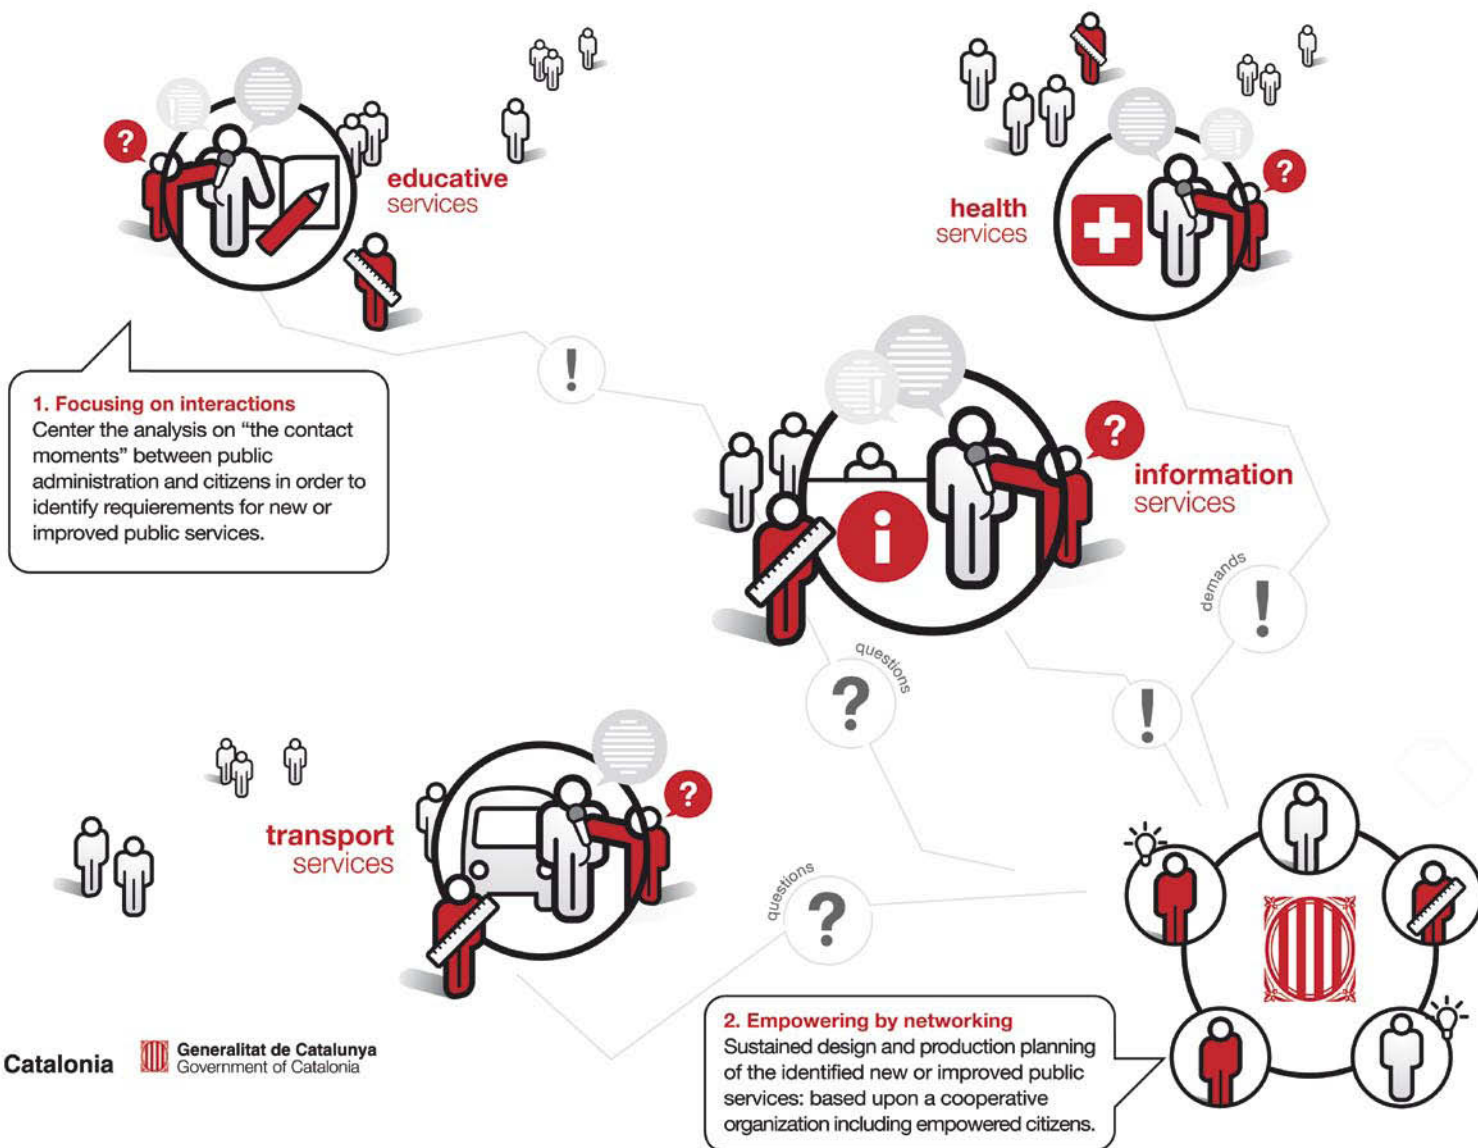 educative
services
health
services
1. Focusing on interactions
Center the analysis on “the contact
moments” between public
administration and citizens in order to
identify requierements for new or
improved public services.
information
services
demands
questions
transport
services
questions
2. Empowering by networking
Sustained design and production planning
of the identified new or improved public
services: based upon a cooperative
organization including empowered citizens.
Catalonia
Generalitat de Catalunya
Government of Catalonia